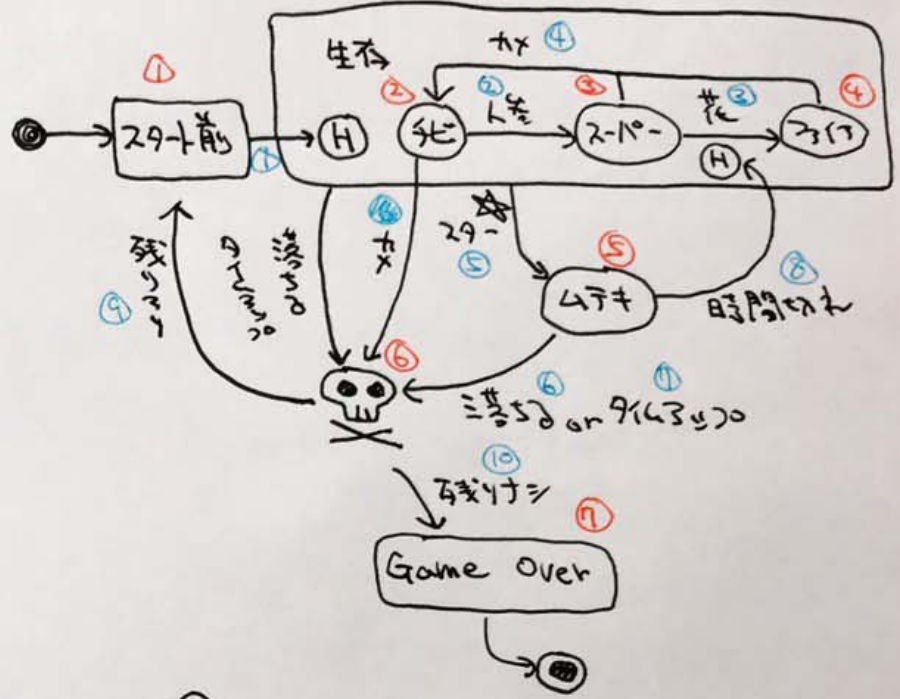 カメ ④
生存
① ② ② ③ ③ ④
人参 花
スタート前 H チビ スーパー ファイア
① H
カメ
スター ⑤
⑤
ムテキ
⑧
時間切れ
残りアリ ⑨
タイムアップ
落ちる
⑥
⑥ ⑦
落ちる or タイムアップ
⑩
残りナシ
⑦
Game Over